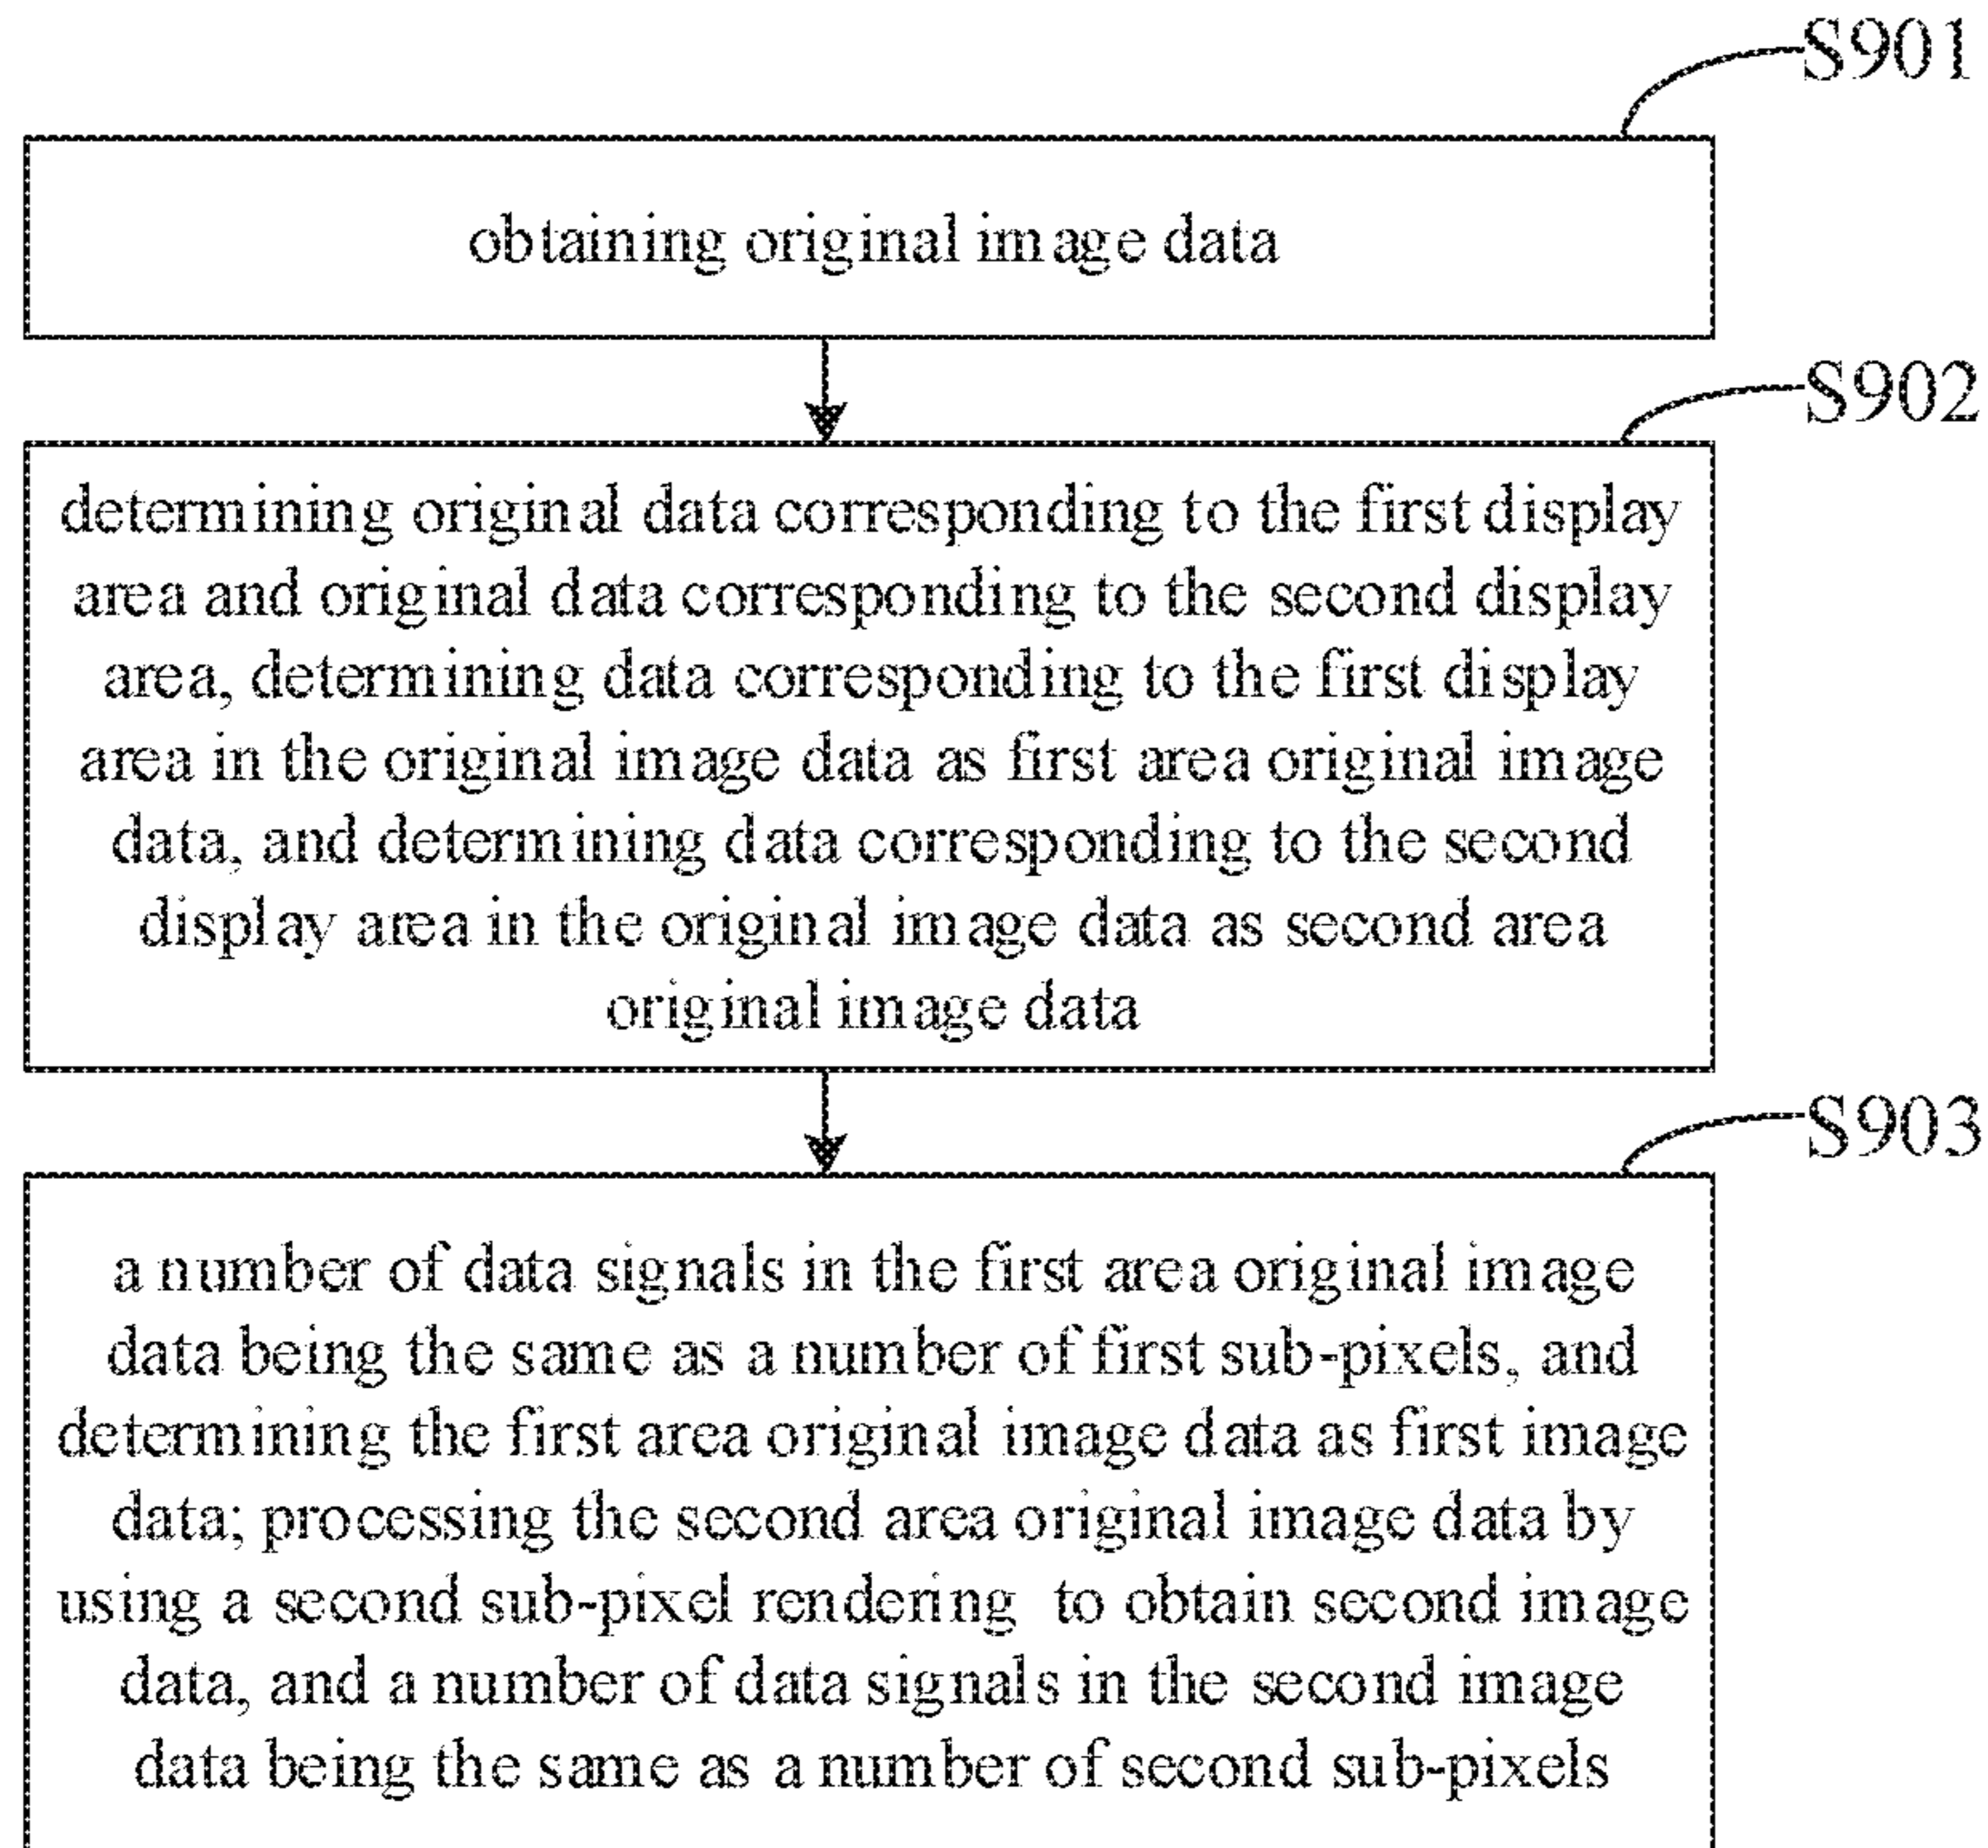 S901
obtaining original image data
S902
determining original data corresponding to the first display
area and original data corresponding to the second display
area, determining data corresponding to the first display
area in the original image data as first area original image
data, and determining data corresponding to the second
display area in the original image data as second area
original image data
S903
a number of data signals in the first area original image
data being the same as a number of first sub-pixels, and
determining the first area original image data as first image
data; processing the second area original image data by
using a second sub-pixel rendering to obtain second image
data, and a number of data signals in the second image
data being the same as a number of second sub-pixels